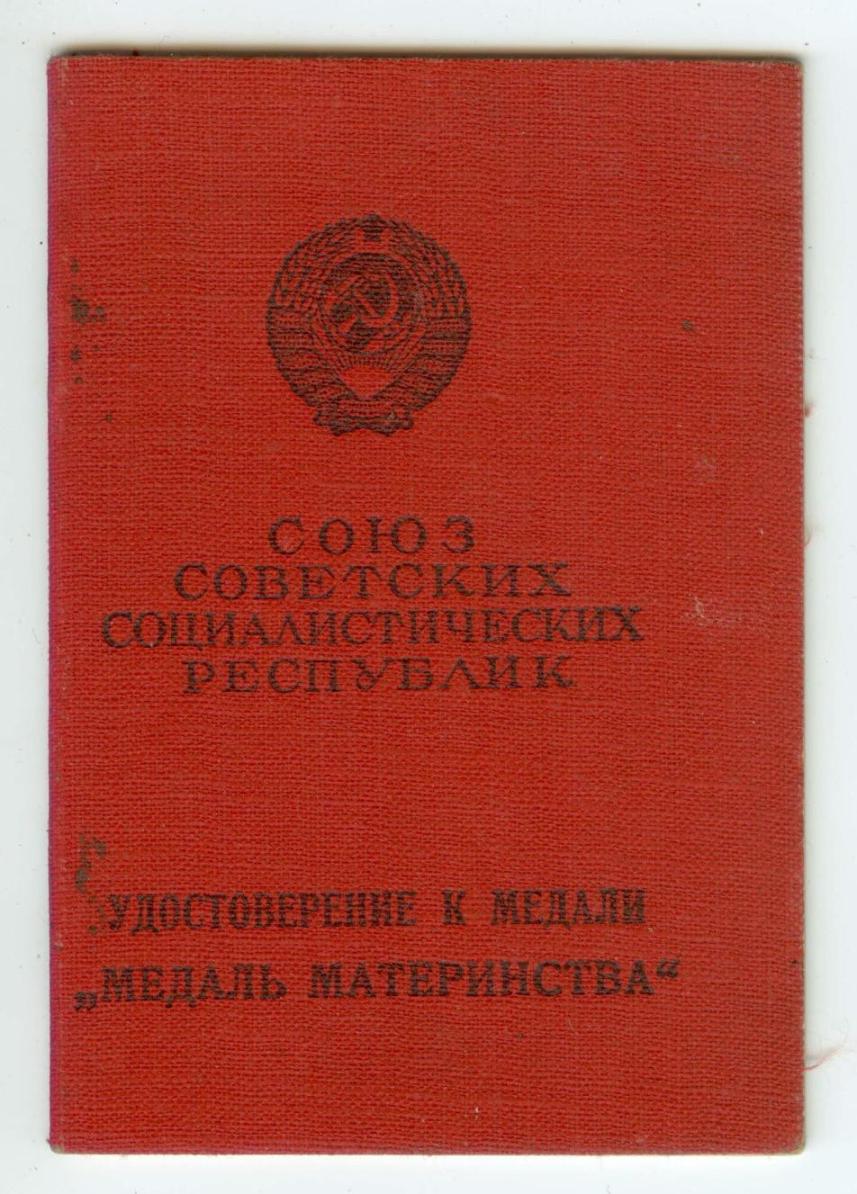 СОЮЗ
СОВЕТСКИХ
СОЦИАЛИСТИЧЕСКИХ
РЕСПУБЛИК
УДОСТОВЕРЕНИЕ К МЕДАЛИ
„МЕДАЛЬ МАТЕРИНСТВА“